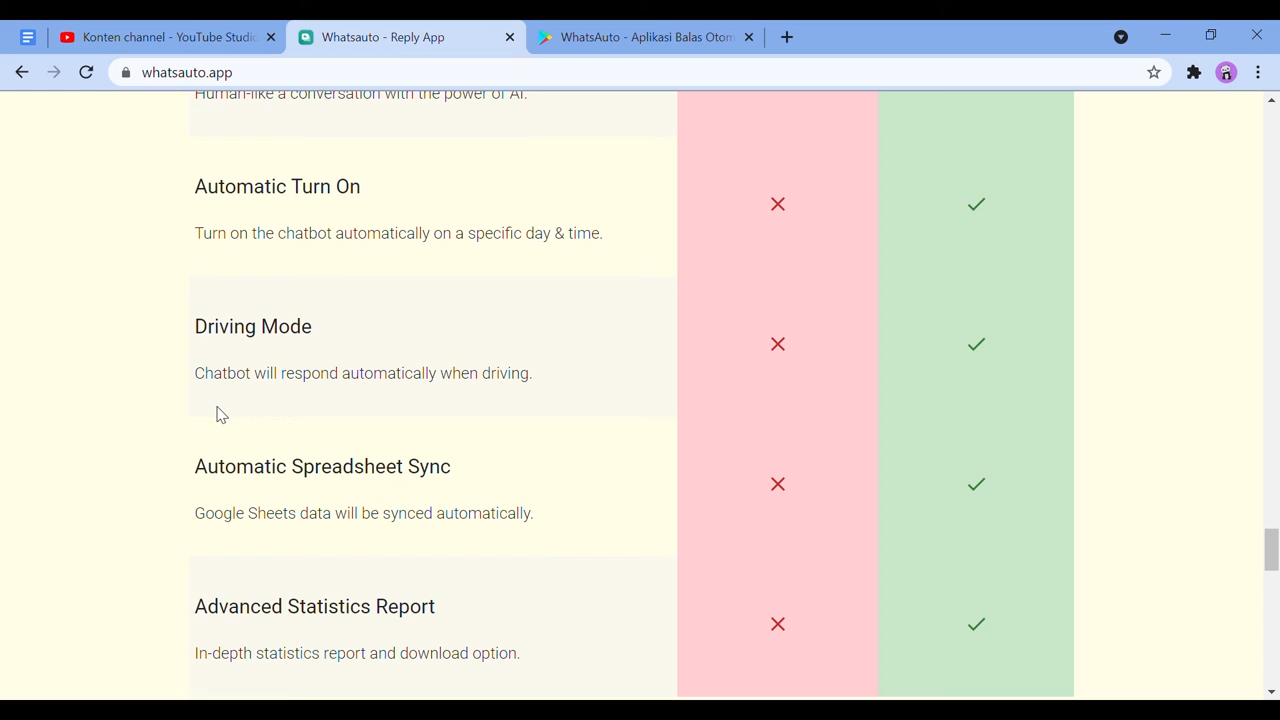 Konten channel - YouTube Studio
Whatsauto - Reply App
WhatsAuto - Aplikasi Balas Otom
whatsauto.app
Human-like a conversation with the power of AI.
Automatic Turn On
Turn on the chatbot automatically on a specific day & time.
Driving Mode
Chatbot will respond automatically when driving.
Automatic Spreadsheet Sync
Google Sheets data will be synced automatically.
Advanced Statistics Report
In-depth statistics report and download option.